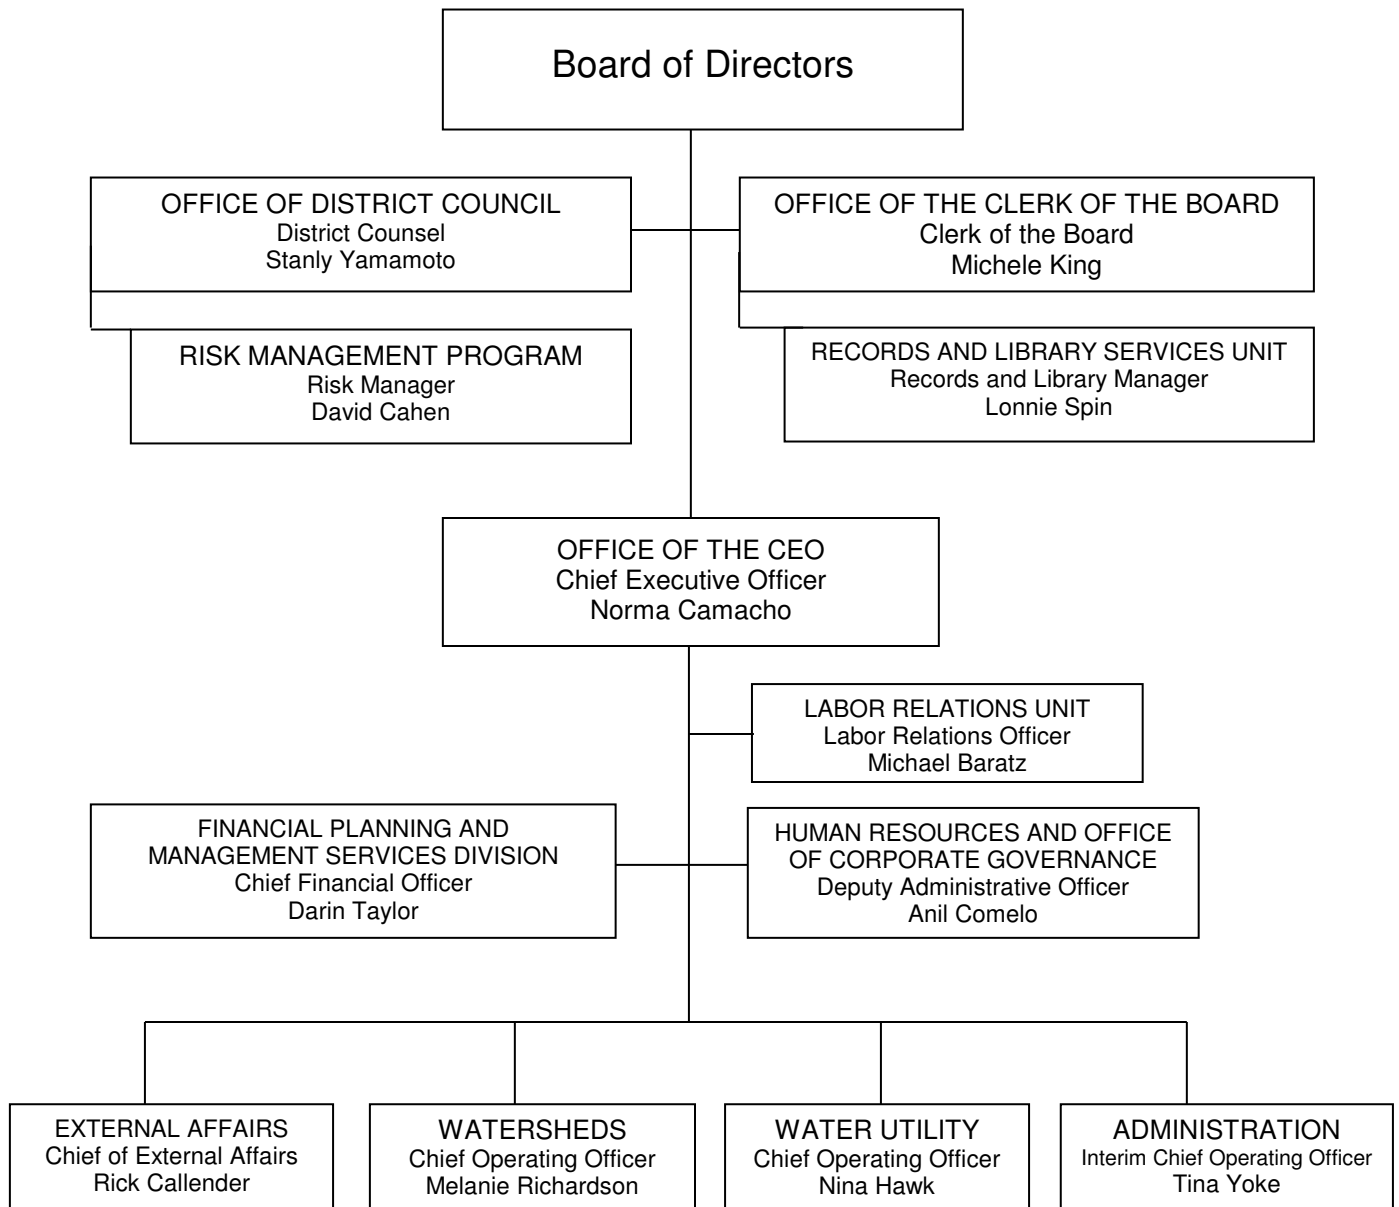 Board of Directors
OFFICE OF DISTRICT COUNCIL
District Counsel
Stanly Yamamoto
OFFICE OF THE CLERK OF THE BOARD
Clerk of the Board
Michele King
RISK MANAGEMENT PROGRAM
Risk Manager
David Cahen
RECORDS AND LIBRARY SERVICES UNIT
Records and Library Manager
Lonnie Spin
OFFICE OF THE CEO
Chief Executive Officer
Norma Camacho
LABOR RELATIONS UNIT
Labor Relations Officer
Michael Baratz
FINANCIAL PLANNING AND
MANAGEMENT SERVICES DIVISION
Chief Financial Officer
Darin Taylor
HUMAN RESOURCES AND OFFICE
OF CORPORATE GOVERNANCE
Deputy Administrative Officer
Anil Comelo
EXTERNAL AFFAIRS
Chief of External Affairs
Rick Callender
WATERSHEDS
Chief Operating Officer
Melanie Richardson
WATER UTILITY
Chief Operating Officer
Nina Hawk
ADMINISTRATION
Interim Chief Operating Officer
Tina Yoke